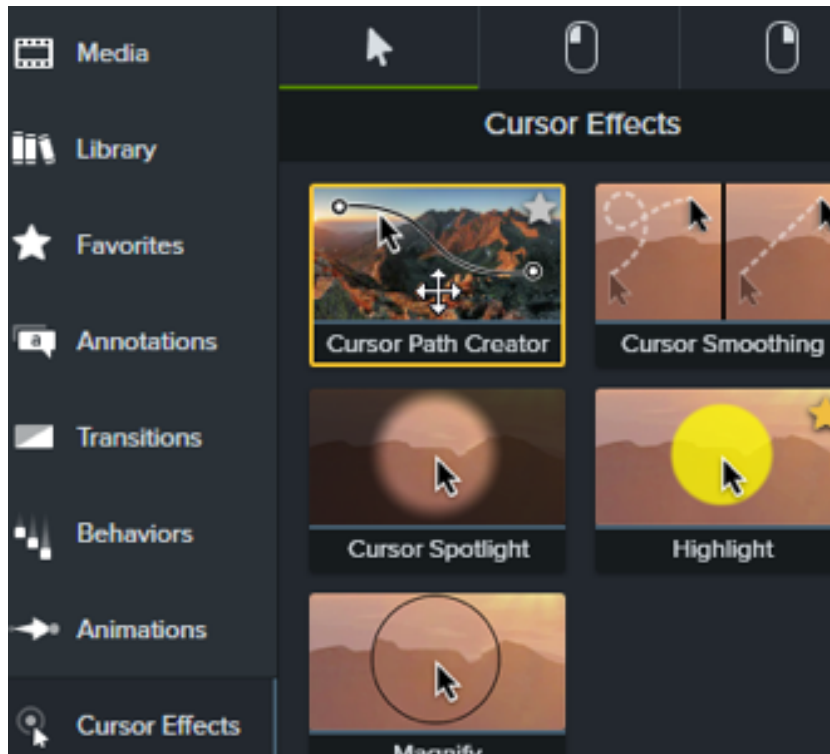 Media
Library
Favorites
a
Annotations
Transitions
Behaviors
Animations
Cursor Effects
Cursor Effects
Cursor Path Creator
Cursor Smoothing
Cursor Spotlight
Highlight
Magnify